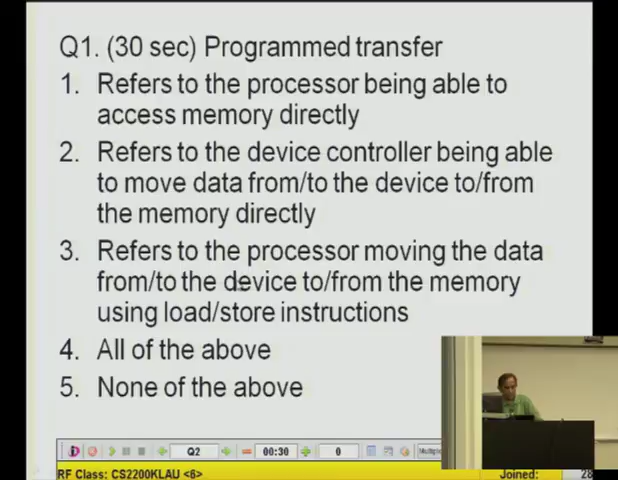 Q1. (30 sec) Programmed transfer
1. Refers to the processor being able to
access memory directly
2. Refers to the device controller being able
to move data from/to the device to/from
the memory directly
3. Refers to the processor moving the data
from/to the device to/from the memory
using load/store instructions
4. All of the above
5. None of the above
Q2 00:30 0 Multiple
RF Class: CS2200KLAU <6> Joined: 28